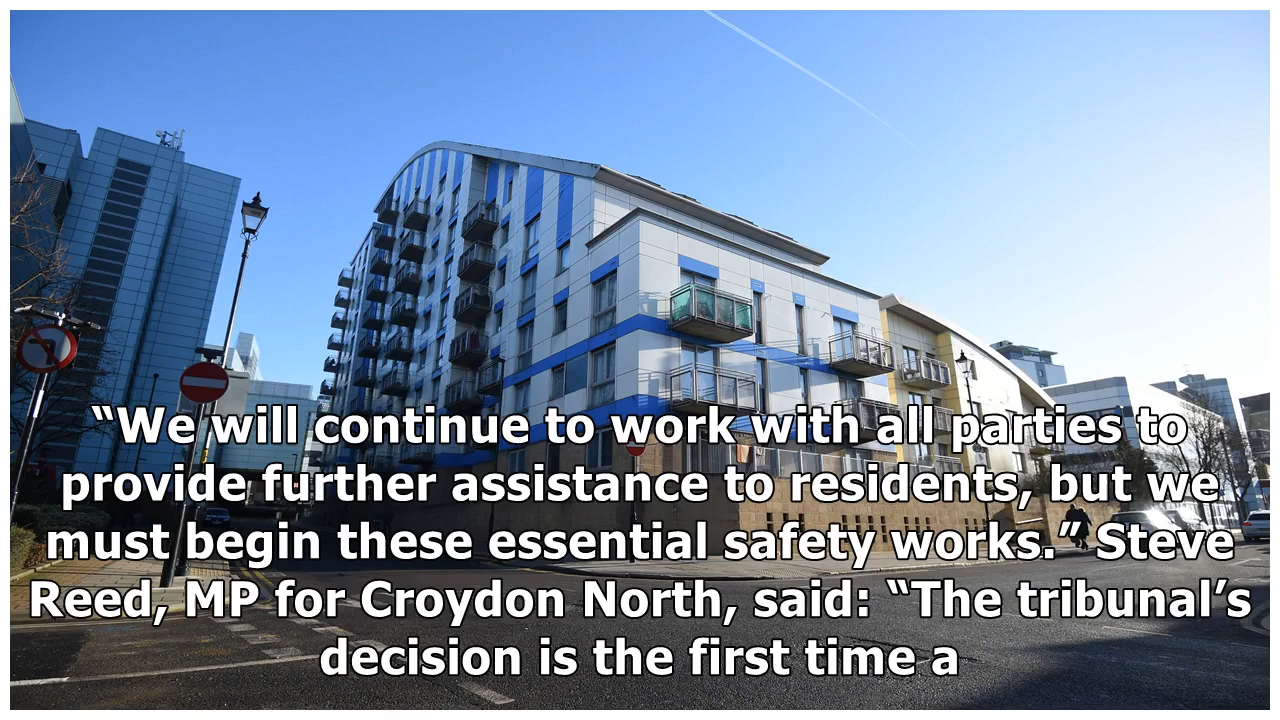 “We will continue to work with all parties to
provide further assistance to residents, but we
must begin these essential safety works.” Steve
Reed, MP for Croydon North, said: “The tribunal’s
decision is the first time a